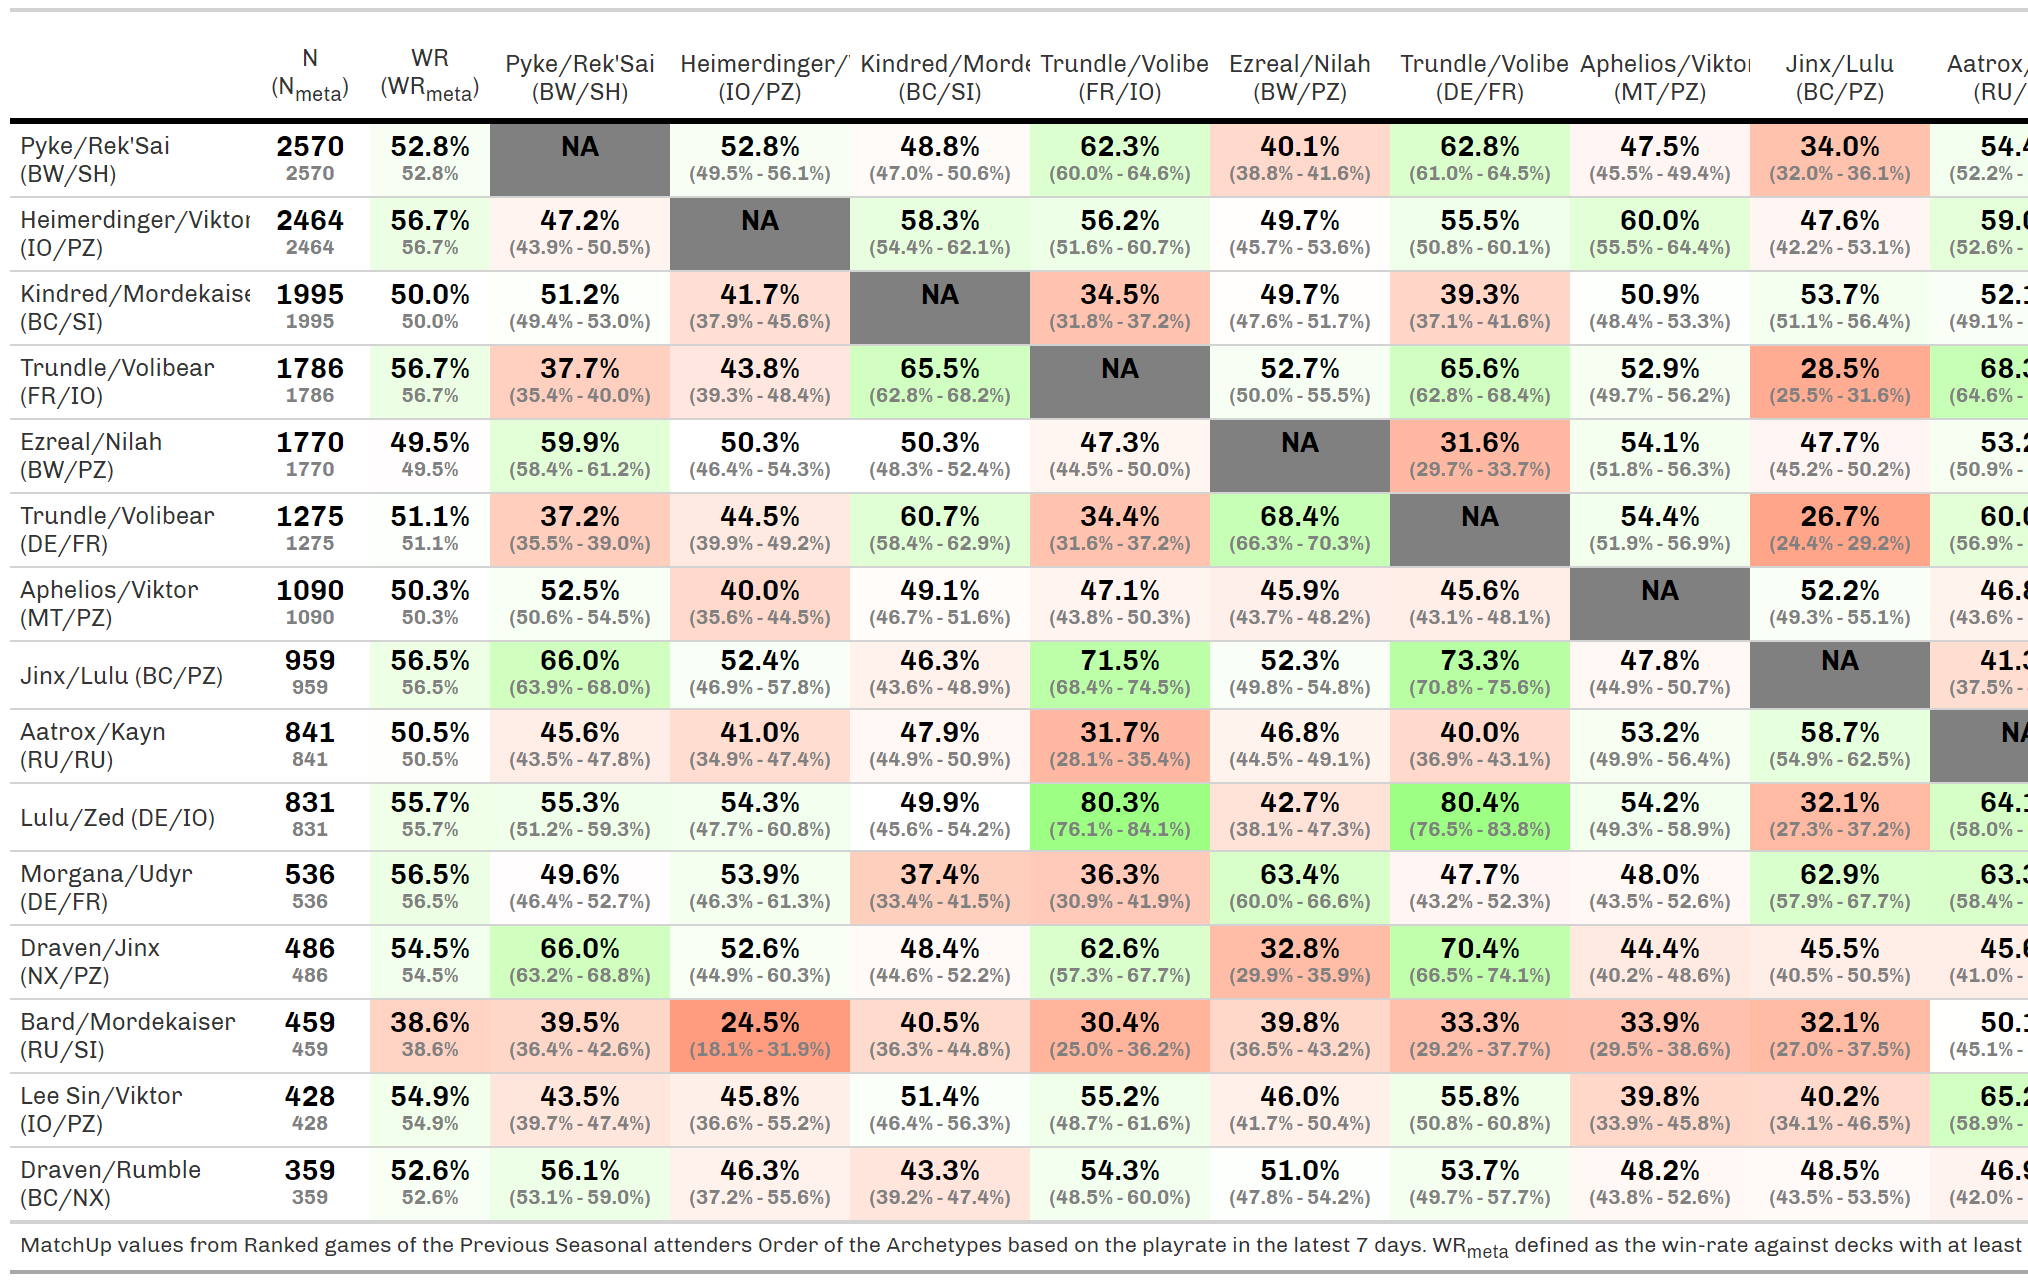 N (N_meta) WR (WR_meta) Pyke/Rek'Sai (BW/SH) Heimerdinger/ (IO/PZ) Kindred/Morde (BC/SI) Trundle/Volibe (FR/IO) Ezreal/Nilah (BW/PZ) Trundle/Volibe (DE/FR) Aphelios/Viktor (MT/PZ) Jinx/Lulu (BC/PZ) Aatrox/ (RU/
Pyke/Rek'Sai 2570 52.8% NA 52.8% 48.8% 62.3% 40.1% 62.8% 47.5% 34.0% 54.4
(BW/SH) 2570 52.8% (49.5% - 56.1%) (47.0% - 50.6%) (60.0% - 64.6%) (38.8% - 41.6%) (61.0% - 64.5%) (45.5% - 49.4%) (32.0% - 36.1%) (52.2% -
Heimerdinger/Viktor 2464 56.7% 47.2% NA 58.3% 56.2% 49.7% 55.5% 60.0% 47.6% 59.0
(IO/PZ) 2464 56.7% (43.9% - 50.5%) (54.4% - 62.1%) (51.6% - 60.7%) (45.7% - 53.6%) (50.8% - 60.1%) (55.5% - 64.4%) (42.2% - 53.1%) (52.6% -
Kindred/Mordekaise 1995 50.0% 51.2% 41.7% NA 34.5% 49.7% 39.3% 50.9% 53.7% 52.1
(BC/SI) 1995 50.0% (49.4% - 53.0%) (37.9% - 45.6%) (31.8% - 37.2%) (47.6% - 51.7%) (37.1% - 41.6%) (48.4% - 53.3%) (51.1% - 56.4%) (49.1% -
Trundle/Volibear 1786 56.7% 37.7% 43.8% 65.5% NA 52.7% 65.6% 52.9% 28.5% 68.3
(FR/IO) 1786 56.7% (35.4% - 40.0%) (39.3% - 48.4%) (62.8% - 68.2%) (50.0% - 55.5%) (62.8% - 68.4%) (49.7% - 56.2%) (25.5% - 31.6%) (64.6% -
Ezreal/Nilah 1770 49.5% 59.9% 50.3% 50.3% 47.3% NA 31.6% 54.1% 47.7% 53.2
(BW/PZ) 1770 49.5% (58.4% - 61.2%) (46.4% - 54.3%) (48.3% - 52.4%) (44.5% - 50.0%) (29.7% - 33.7%) (51.8% - 56.3%) (45.2% - 50.2%) (50.9% -
Trundle/Volibear 1275 51.1% 37.2% 44.5% 60.7% 34.4% 68.4% NA 54.4% 26.7% 60.0
(DE/FR) 1275 51.1% (35.5% - 39.0%) (39.9% - 49.2%) (58.4% - 62.9%) (31.6% - 37.2%) (66.3% - 70.3%) (51.9% - 56.9%) (24.4% - 29.2%) (56.9% -
Aphelios/Viktor 1090 50.3% 52.5% 40.0% 49.1% 47.1% 45.9% 45.6% NA 52.2% 46.8
(MT/PZ) 1090 50.3% (50.6% - 54.5%) (35.6% - 44.5%) (46.7% - 51.6%) (43.8% - 50.3%) (43.7% - 48.2%) (43.1% - 48.1%) (49.3% - 55.1%) (43.6% -
Jinx/Lulu (BC/PZ) 959 56.5% 66.0% 52.4% 46.3% 71.5% 52.3% 73.3% 47.8% NA 41.3
959 56.5% (63.9% - 68.0%) (46.9% - 57.8%) (43.6% - 48.9%) (68.4% - 74.5%) (49.8% - 54.8%) (70.8% - 75.6%) (44.9% - 50.7%) (37.5% -
Aatrox/Kayn 841 50.5% 45.6% 41.0% 47.9% 31.7% 46.8% 40.0% 53.2% 58.7% NA
(RU/RU) 841 50.5% (43.5% - 47.8%) (34.9% - 47.4%) (44.9% - 50.9%) (28.1% - 35.4%) (44.5% - 49.1%) (36.9% - 43.1%) (49.9% - 56.4%) (54.9% - 62.5%)
Lulu/Zed (DE/IO) 831 55.7% 55.3% 54.3% 49.9% 80.3% 42.7% 80.4% 54.2% 32.1% 64.1
831 55.7% (51.2% - 59.3%) (47.7% - 60.8%) (45.6% - 54.2%) (76.1% - 84.1%) (38.1% - 47.3%) (76.5% - 83.8%) (49.3% - 58.9%) (27.3% - 37.2%) (58.0% -
Morgana/Udyr 536 56.5% 49.6% 53.9% 37.4% 36.3% 63.4% 47.7% 48.0% 62.9% 63.3
(DE/FR) 536 56.5% (46.4% - 52.7%) (46.3% - 61.3%) (33.4% - 41.5%) (30.9% - 41.9%) (60.0% - 66.6%) (43.2% - 52.3%) (43.5% - 52.6%) (57.9% - 67.7%) (58.4% -
Draven/Jinx 486 54.5% 66.0% 52.6% 48.4% 62.6% 32.8% 70.4% 44.4% 45.5% 45.6
(NX/PZ) 486 54.5% (63.2% - 68.8%) (44.9% - 60.3%) (44.6% - 52.2%) (57.3% - 67.7%) (29.9% - 35.9%) (66.5% - 74.1%) (40.2% - 48.6%) (40.5% - 50.5%) (41.0% -
Bard/Mordekaiser 459 38.6% 39.5% 24.5% 40.5% 30.4% 39.8% 33.3% 33.9% 32.1% 50.1
(RU/SI) 459 38.6% (36.4% - 42.6%) (18.1% - 31.9%) (36.3% - 44.8%) (25.0% - 36.2%) (36.5% - 43.2%) (29.2% - 37.7%) (29.5% - 38.6%) (27.0% - 37.5%) (45.1% -
Lee Sin/Viktor 428 54.9% 43.5% 45.8% 51.4% 55.2% 46.0% 55.8% 39.8% 40.2% 65.2
(IO/PZ) 428 54.9% (39.7% - 47.4%) (36.6% - 55.2%) (46.4% - 56.3%) (48.7% - 61.6%) (41.7% - 50.4%) (50.8% - 60.8%) (33.9% - 45.8%) (34.1% - 46.5%) (58.9% -
Draven/Rumble 359 52.6% 56.1% 46.3% 43.3% 54.3% 51.0% 53.7% 48.2% 48.5% 46.9
(BC/NX) 359 52.6% (53.1% - 59.0%) (37.2% - 55.6%) (39.2% - 47.4%) (48.5% - 60.0%) (47.8% - 54.2%) (49.7% - 57.7%) (43.8% - 52.6%) (43.5% - 53.5%) (42.0% -
MatchUp values from Ranked games of the Previous Seasonal attenders Order of the Archetypes based on the playrate in the latest 7 days. WR_meta defined as the win-rate against decks with at least